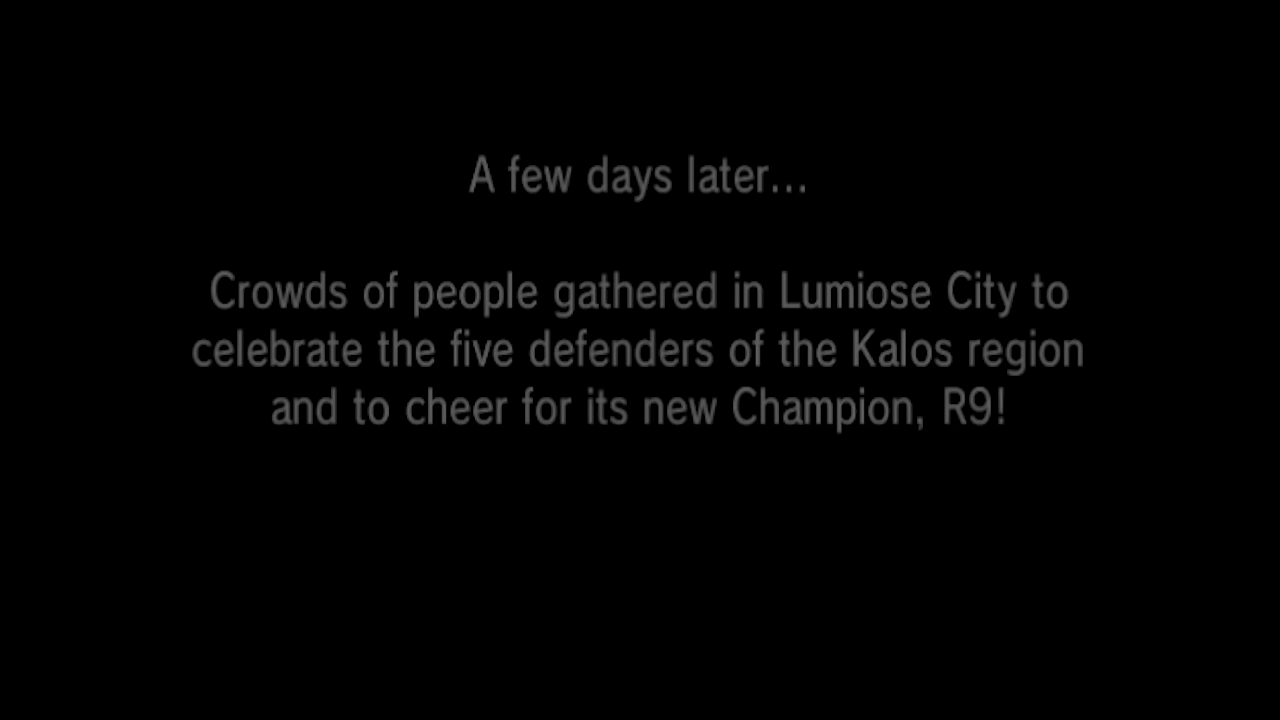 A few days later...
Crowds of people gathered in Lumiose City to
celebrate the five defenders of the Kalos region
and to cheer for its new Champion, R9!